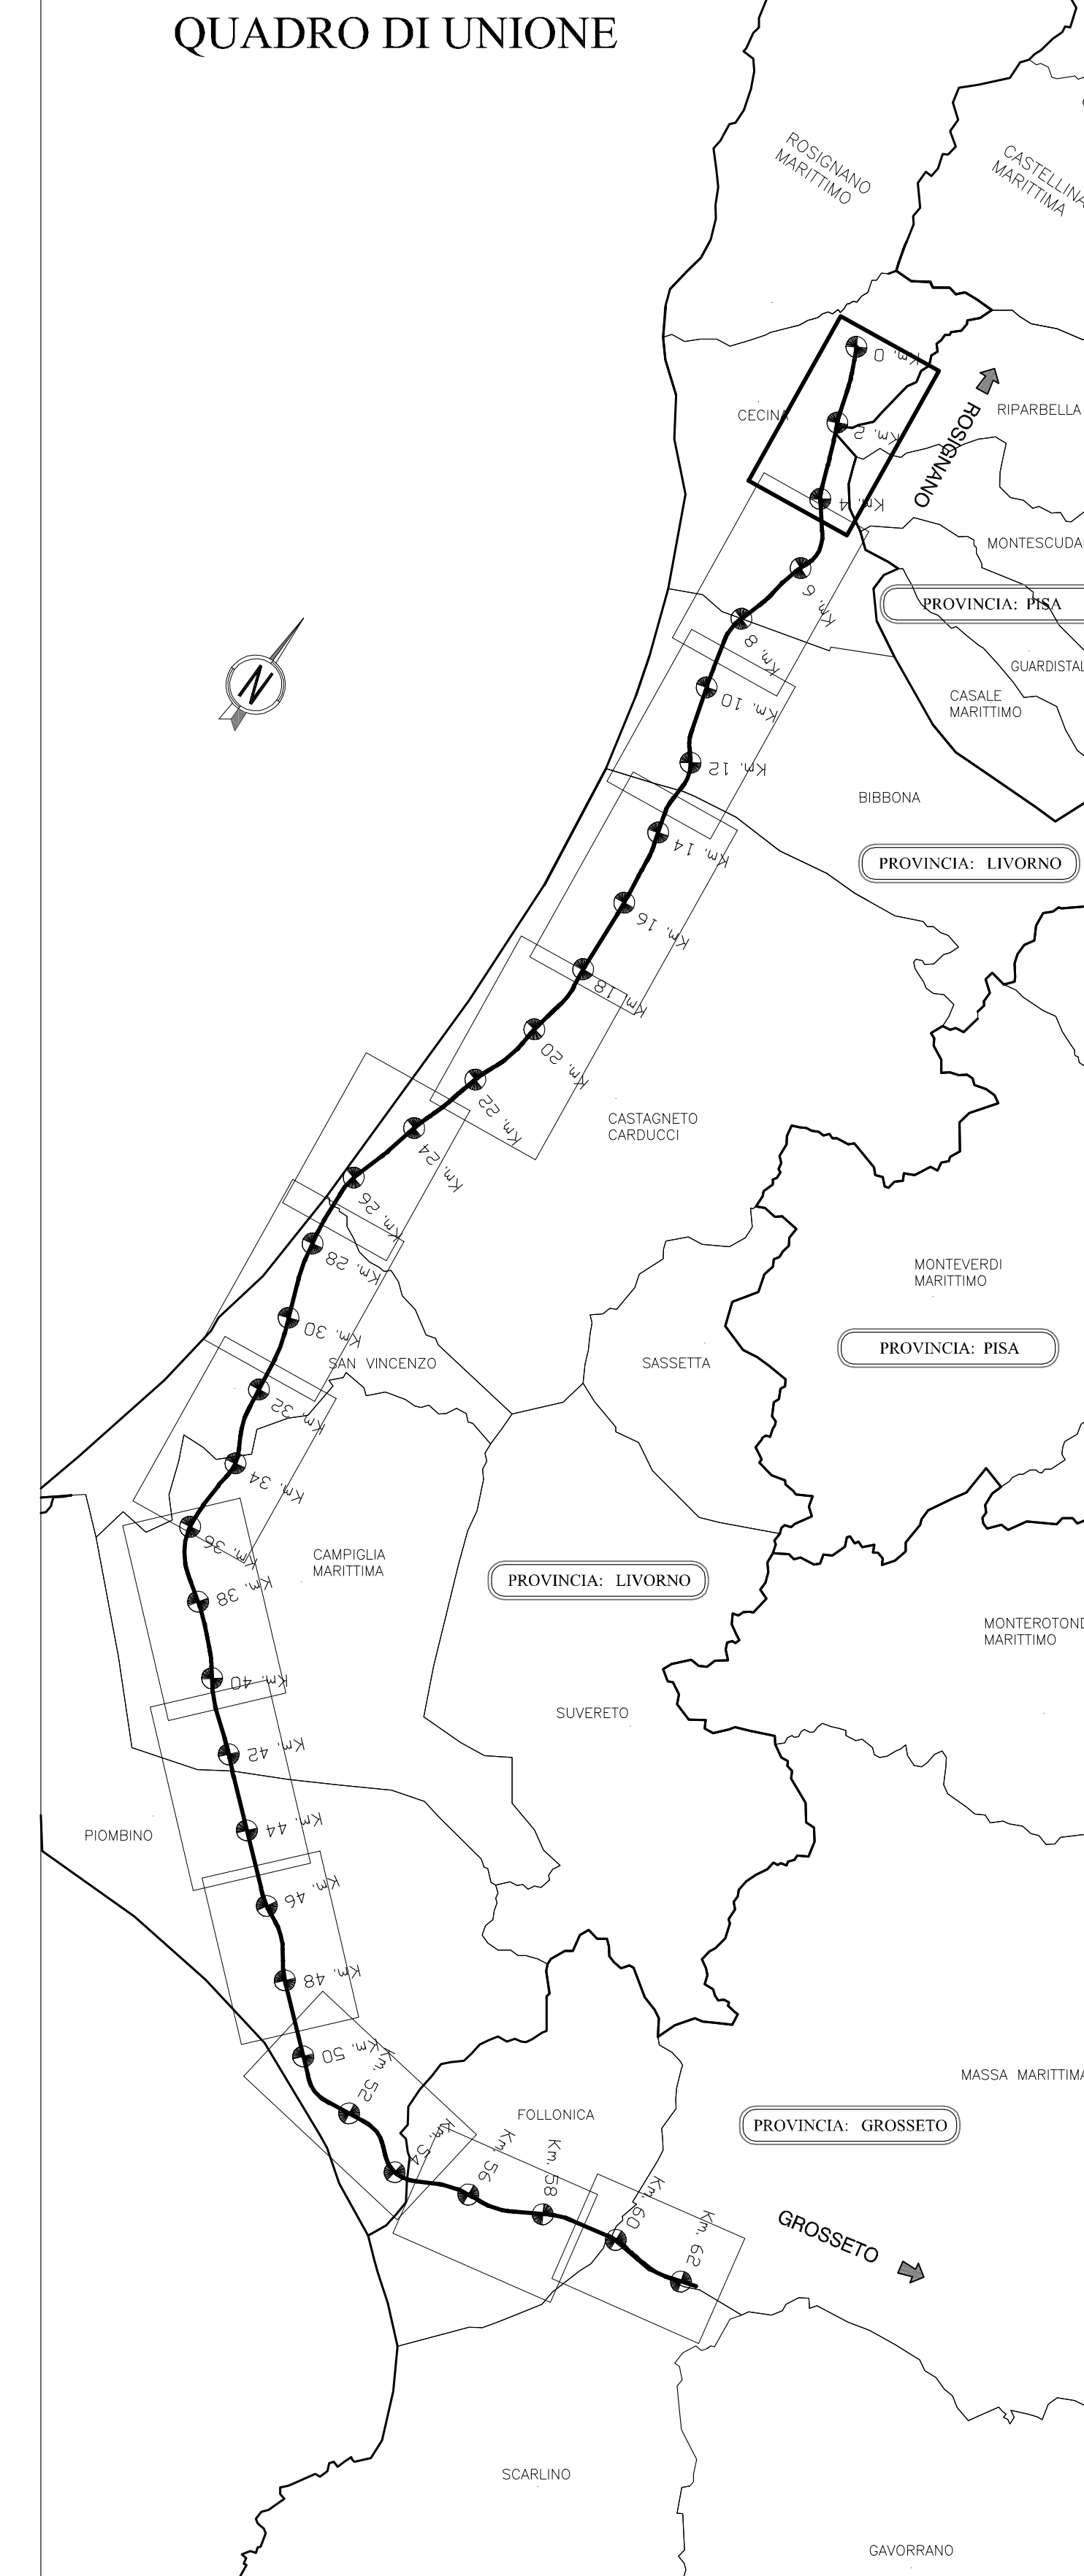 QUADRO DI UNIONE
ROSIGNANO
MARITTIMO
CASTELLINA
MARITTIMA
Km. 0
ROSIGNANO
RIPARBELLA
CECINA
Km. 2
Km. 4
MONTESCUDA
Km. 6
PROVINCIA: PISA
Km. 8
GUARDISTAL
N
CASALE
MARITTIMO
Km. 10
Km. 12
BIBBONA
Km. 14
PROVINCIA: LIVORNO
Km. 16
Km. 18
Km. 20
Km. 22
CASTAGNETO
CARDUCCI
Km. 24
Km. 26
Km. 28
MONTEVERDI
MARITTIMO
Km. 30
PROVINCIA: PISA
SAN VINCENZO
SASSETTA
Km. 32
Km. 34
Km. 36
CAMPIGLIA
MARITTIMA
PROVINCIA: LIVORNO
Km. 38
MONTEROTOND
MARITTIMO
Km. 40
SUVERETO
Km. 42
Km. 44
PIOMBINO
Km. 46
Km. 48
Km. 50
MASSA MARITTIMA
Km. 52
FOLLONICA
PROVINCIA: GROSSETO
Km. 54
Km. 56
Km. 58
Km. 60
Km. 62
GROSSETO
SCARLINO
GAVORRANO